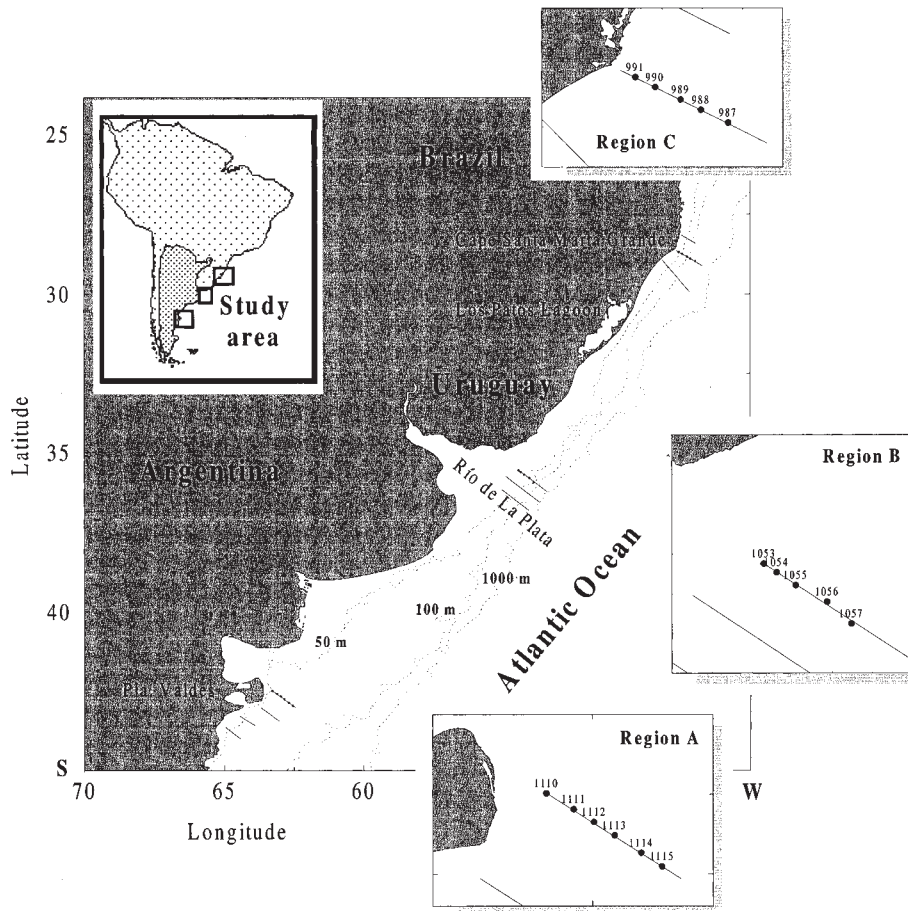 991
990
989
988
987
Region C
25
Brazil
Cape Santa Marta Grande
30
Los Patos Lagoon
Study
area
Uruguay
Latitude
35
Argentina
Río de La Plata
Region B
1053
1054
1055
1056
1057
1000 m
100 m
50 m
40
Atlantic Ocean
Pla. Valdés
Region A
1110
1111
1112
1113
1114
1115
S
70
65
60
W
Longitude